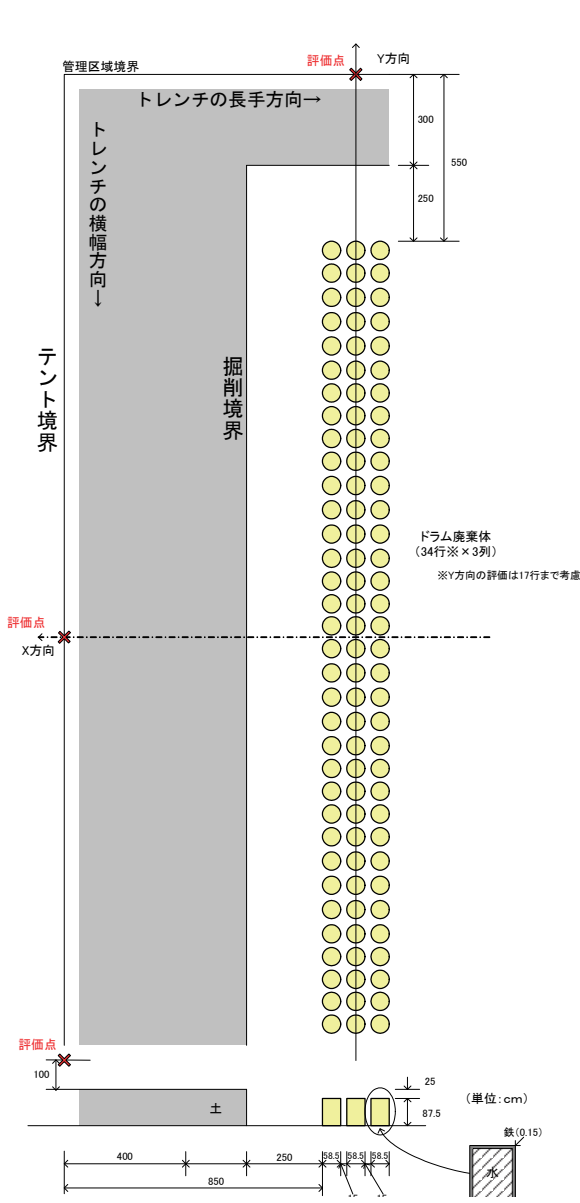 評価点
Y方向
管理区域境界
トレンチの長手方向→
トレンチの横幅方向→
300
550
250
テント境界
掘削境界
ドラム廃棄体
(34行※×3列)
※Y方向の評価は17行まで考慮
評価点
X方向
評価点
100
25
(単位:cm)
土
87.5
鉄(0.15)
水
400
250
58.5
58.5
58.5
850
15
15